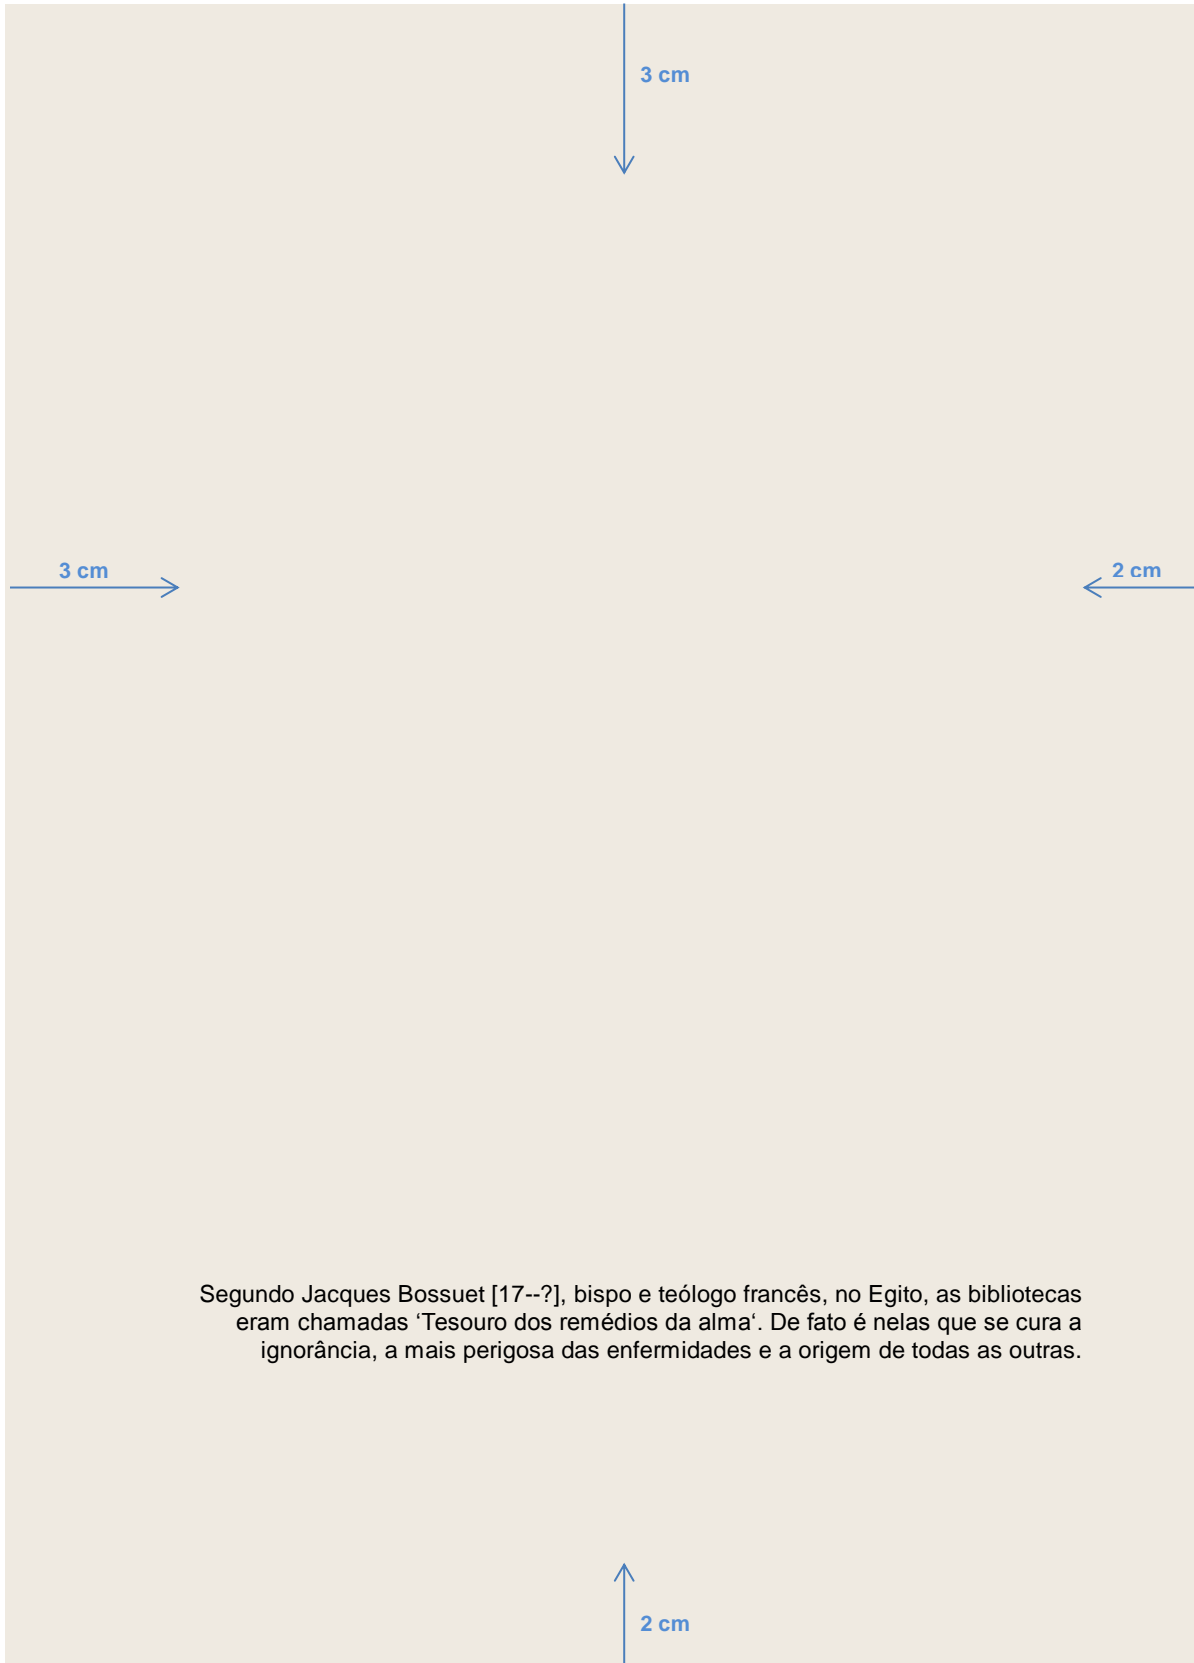 3 cm
3 cm
2 cm
Segundo Jacques Bossuet [17--?], bispo e teólogo francês, no Egito, as bibliotecas
eram chamadas ‘Tesouro dos remédios da alma‘. De fato é nelas que se cura a
ignorância, a mais perigosa das enfermidades e a origem de todas as outras.
2 cm